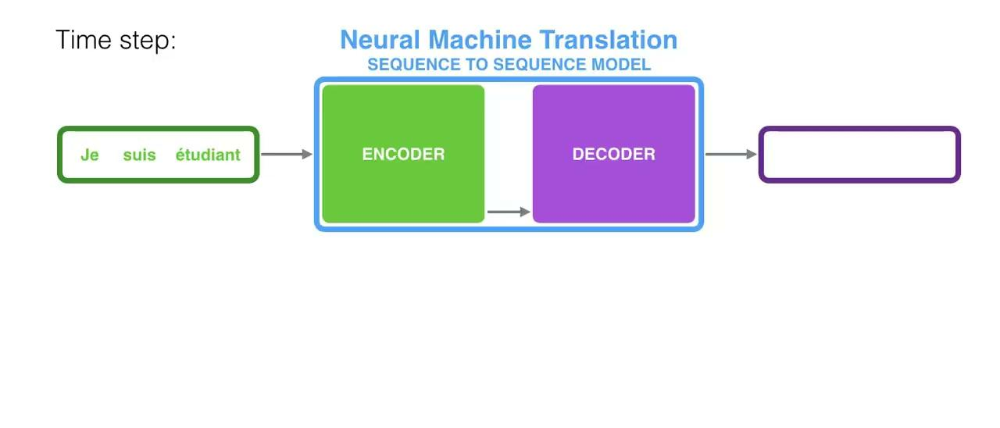 Time step:
Neural Machine Translation
SEQUENCE TO SEQUENCE MODEL
Je suis étudiant
ENCODER
DECODER